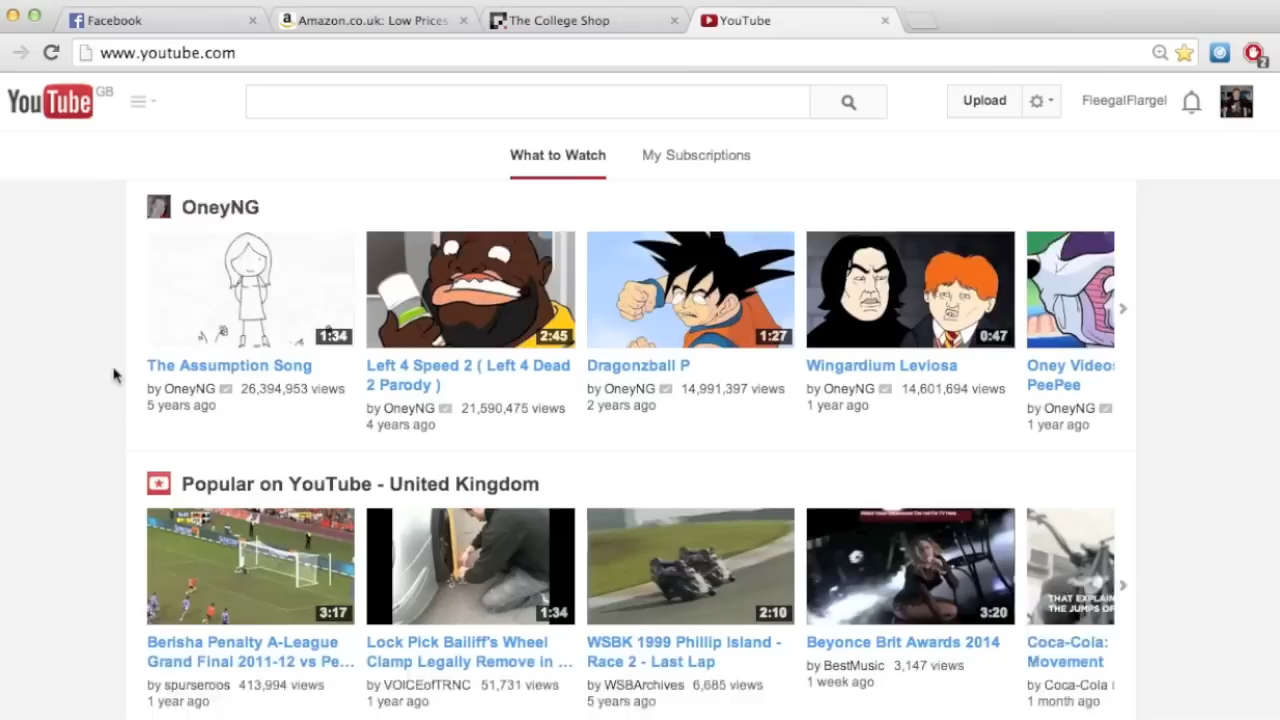 Facebook
Amazon.co.uk: Low Prices
The College Shop
YouTube
www.youtube.com
2
YouTube GB
Upload
FleegalFlargel
What to Watch
My Subscriptions
OneyNG
1:34
2:45
1:27
0:47
The Assumption Song
by OneyNG 26,394,953 views
5 years ago
Left 4 Speed 2 ( Left 4 Dead
2 Parody )
by OneyNG 21,590,475 views
4 years ago
Dragonzball P
by OneyNG 14,991,397 views
2 years ago
Wingardium Leviosa
by OneyNG 14,601,694 views
1 year ago
Oney Videos
PeePee
by OneyNG
1 year ago
Popular on YouTube - United Kingdom
3:17
1:34
2:10
3:20
THAT EXPLAIN
THE JUMPS OF
Berisha Penalty A-League
Grand Final 2011-12 vs Pe...
by spurseroos 413,994 views
1 year ago
Lock Pick Bailiff's Wheel
Clamp Legally Remove in ...
by VOICEofTRNC 51,731 views
1 year ago
WSBK 1999 Phillip Island -
Race 2 - Last Lap
by WSBArchives 6,685 views
5 years ago
Beyonce Brit Awards 2014
by BestMusic 3,147 views
1 week ago
Coca-Cola:
Movement
by Coca-Cola
1 month ago